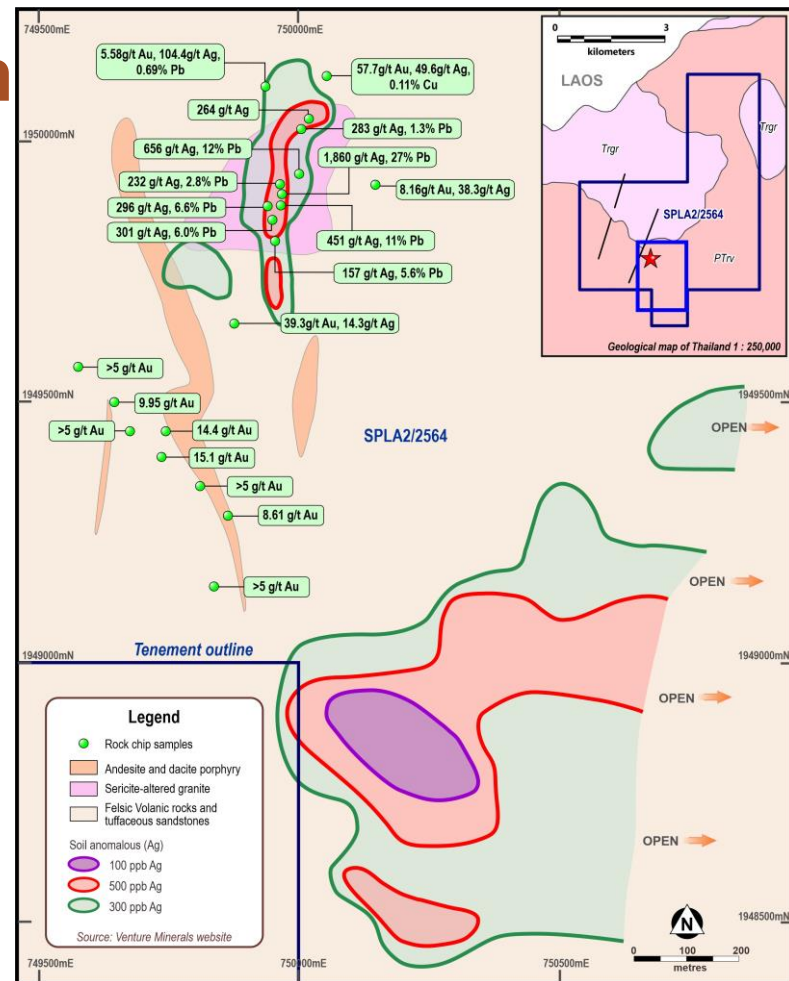 n
749500mE
750000mE
5.58g/t Au, 104.4g/t Ag,
0.69% Pb
57.7g/t Au, 49.6g/t Ag,
0.11% Cu
264 g/t Ag
1950000mN
283 g/t Ag, 1.3% Pb
656 g/t Ag, 12% Pb
1,860 g/t Ag, 27% Pb
232 g/t Ag, 2.8% Pb
8.16g/t Au, 38.3g/t Ag
296 g/t Ag, 6.6% Pb
301 g/t Ag, 6.0% Pb
451 g/t Ag, 11% Pb
157 g/t Ag, 5.6% Pb
39.3g/t Au, 14.3g/t Ag
0 3
kilometers
LAOS
Trgr
Trgr
SPLA2/2564
PTrv
Geological map of Thailand 1 : 250,000
>5 g/t Au
1949500mN
1949500mN
9.95 g/t Au
>5 g/t Au
14.4 g/t Au
SPLA2/2564
OPEN
15.1 g/t Au
>5 g/t Au
8.61 g/t Au
OPEN
>5 g/t Au
Tenement outline
1949000mN
1949000mN
OPEN
Legend
Rock chip samples
Andesite and dacite porphyry
Sericite-altered granite
Felsic Volanic rocks and
tuffaceous sandstones
Soil anomalous (Ag)
100 ppb Ag
500 ppb Ag
300 ppb Ag
Source: Venture Minerals website
OPEN
N
1948500mN
0 100 200
metres
749500mE
750000mE
750500mE